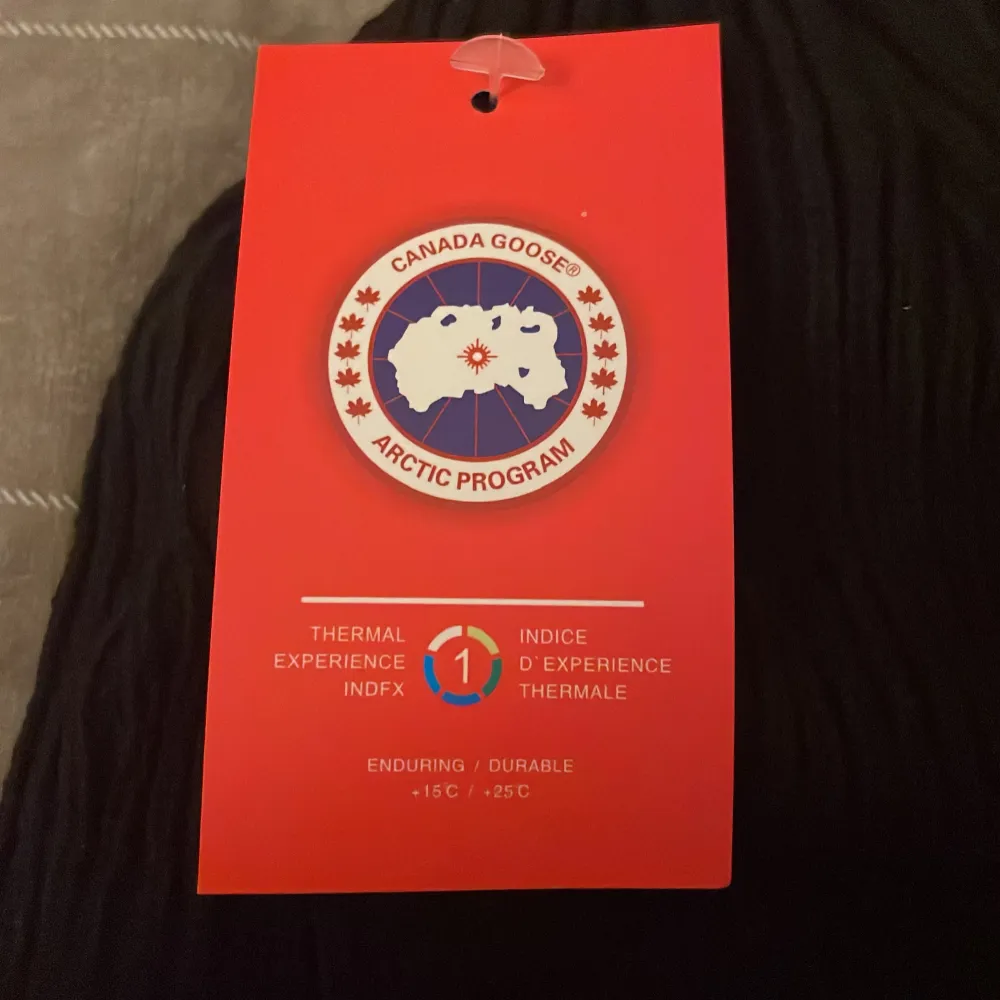 CANADA GOOSE®
ARCTIC PROGRAM
THERMAL
EXPERIENCE
INDFX
1
INDICE
D'EXPERIENCE
THERMALE
ENDURING / DURABLE
+15℃ / +25℃